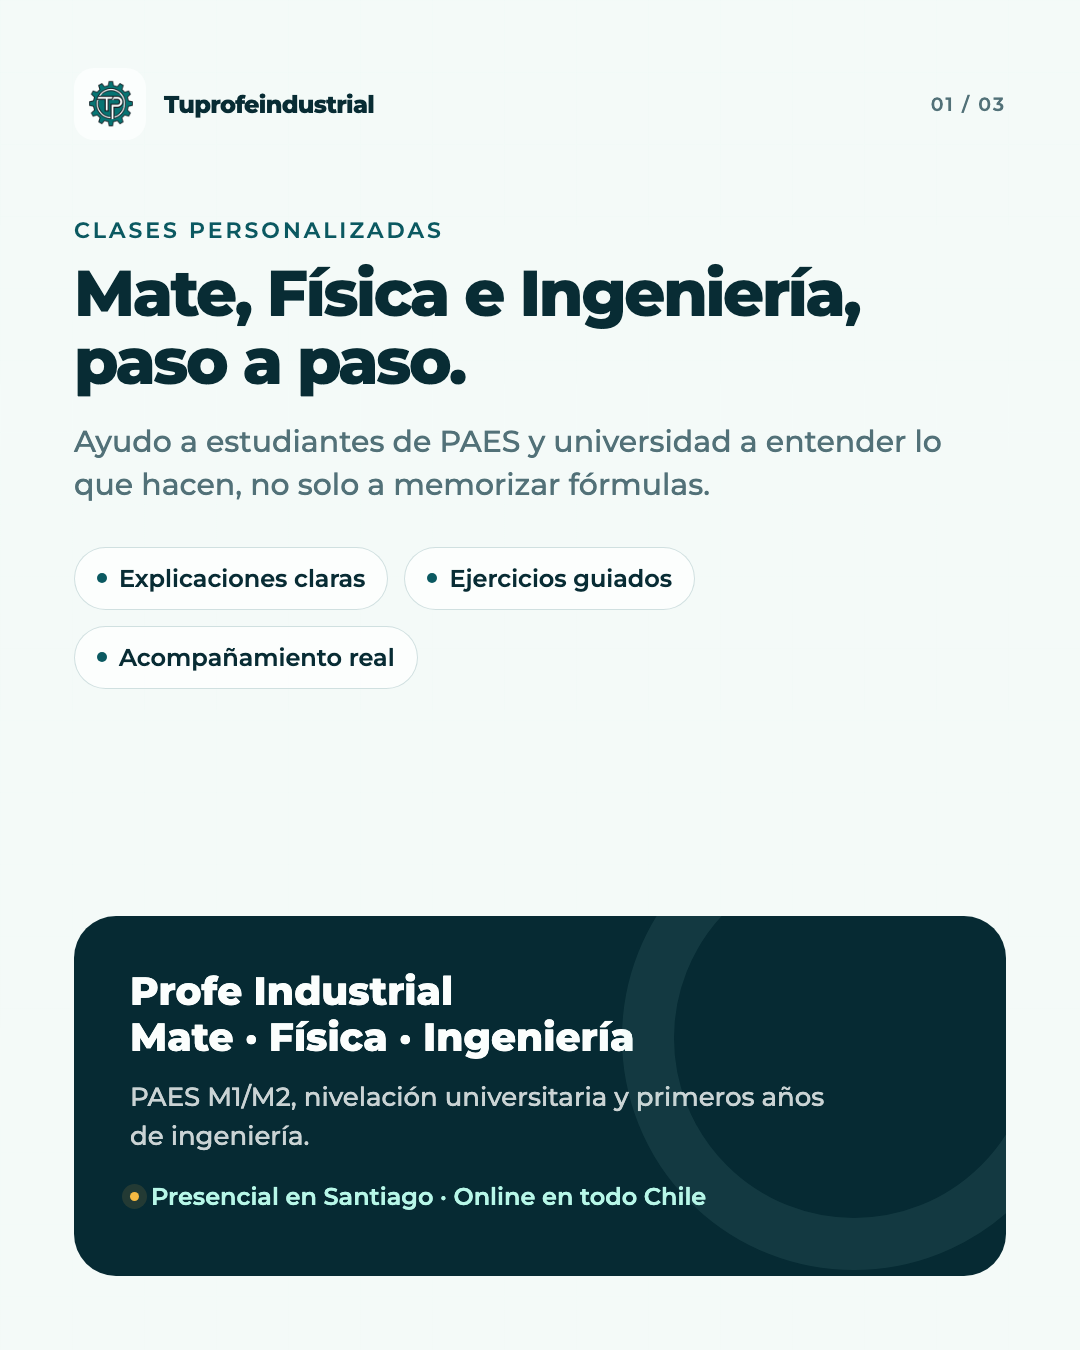 TP
Tuprofeindustrial
01 / 03
CLASES PERSONALIZADAS
Mate, Física e Ingeniería,
paso a paso.
Ayudo a estudiantes de PAES y universidad a entender lo
que hacen, no solo a memorizar fórmulas.
Explicaciones claras
Ejercicios guiados
Acompañamiento real
Profe Industrial
Mate · Física · Ingeniería
PAES M1/M2, nivelación universitaria y primeros años
de ingeniería.
Presencial en Santiago · Online en todo Chile